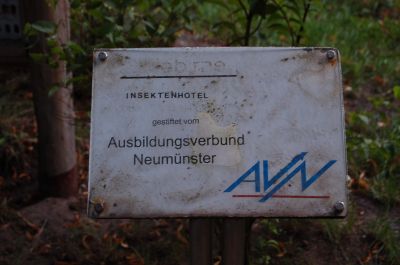 INSEKTENHOTEL
gestiftet vom
Ausbildungsverbund
Neumünster
AVN